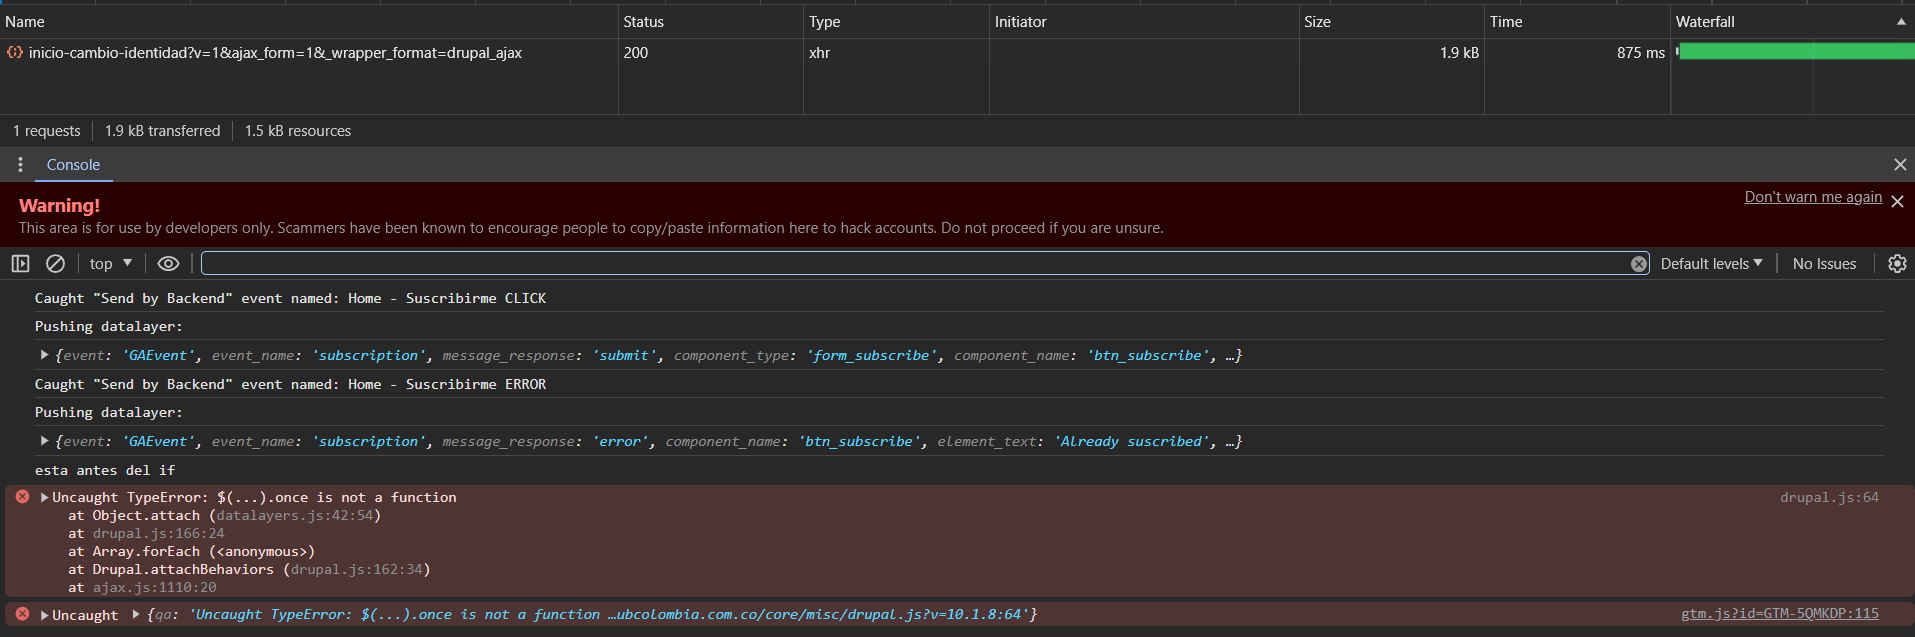 Name Status Type Initiator Size Time Waterfall
inicio-cambio-identidad?v=1&ajax_form=1&_wrapper_format=drupal_ajax 200 xhr 1.9 kB 875 ms
1 requests 1.9 kB transferred 1.5 kB resources
Console
Warning! Don't warn me again
This area is for use by developers only. Scammers have been known to encourage people to copy/paste information here to hack accounts. Do not proceed if you are unsure.
top Default levels No Issues
Caught "Send by Backend" event named: Home - Suscribirme CLICK
Pushing datalayer:
{event: 'GAEvent', event_name: 'subscription', message_response: 'submit', component_type: 'form_subscribe', component_name: 'btn_subscribe', …}
Caught "Send by Backend" event named: Home - Suscribirme ERROR
Pushing datalayer:
{event: 'GAEvent', event_name: 'subscription', message_response: 'error', component_name: 'btn_subscribe', element_text: 'Already suscribed', …}
esta antes del if
Uncaught TypeError: $(...).once is not a function drupal.js:64
at Object.attach (datalayers.js:42:54)
at drupal.js:166:24
at Array.forEach (<anonymous>)
at Drupal.attachBehaviors (drupal.js:162:34)
at ajax.js:1110:20
Uncaught {qa: 'Uncaught TypeError: $(...).once is not a function …ubcolombia.com.co/core/misc/drupal.js?v=10.1.8:64'} gtm.js?id=GTM-5QMKDP:115